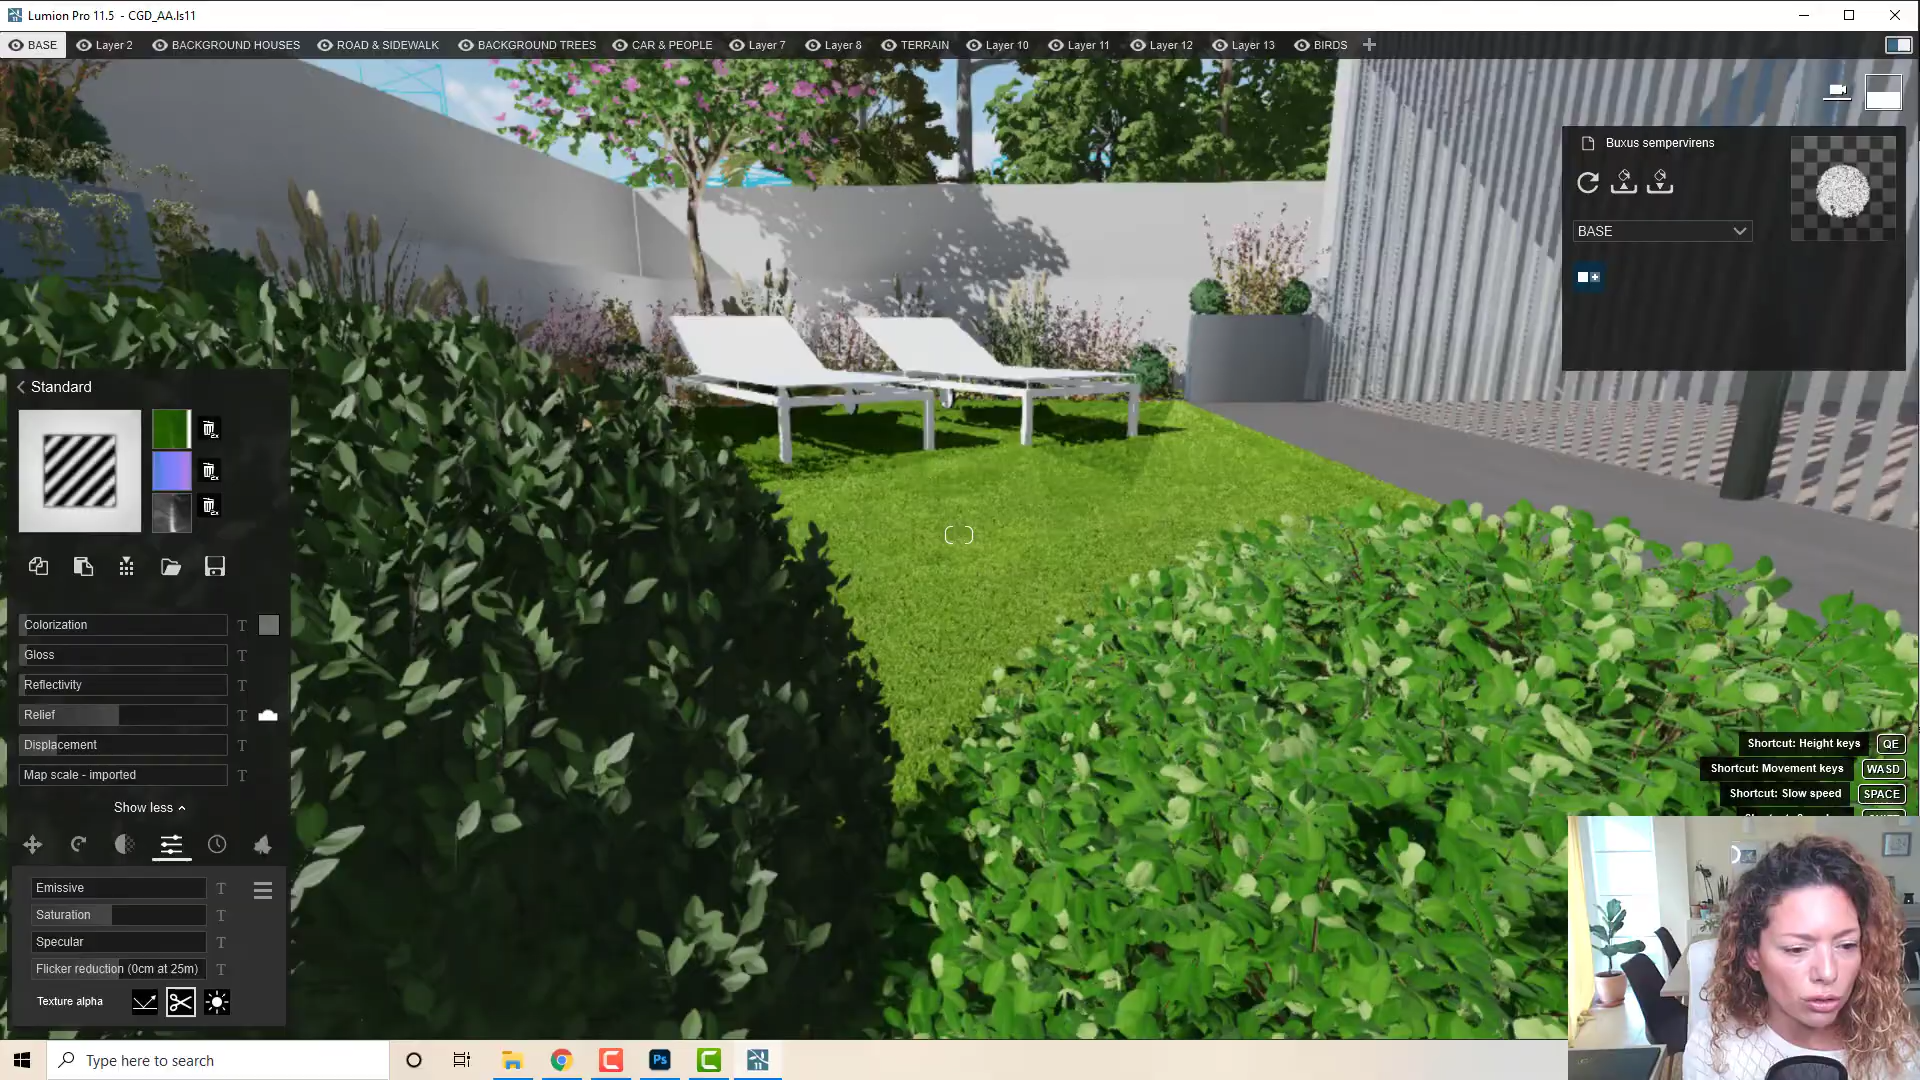 Lumion Pro 11.5 - CGD_AA.ls11
BASE
Layer 2
BACKGROUND HOUSES
ROAD & SIDEWALK
BACKGROUND TREES
CAR & PEOPLE
Layer 7
Layer 8
TERRAIN
Layer 10
Layer 11
Layer 12
Layer 13
BIRDS
Buxus sempervirens
BASE
Standard
Colorization T
Gloss T
Reflectivity T
Relief T
Displacement T
Map scale - imported T
Show less
Emissive T
Saturation T
Specular T
Flicker reduction (0cm at 25m) T
Texture alpha
Shortcut: Height keys QE
Shortcut: Movement keys WASD
Shortcut: Slow speed SPACE
Type here to search
Ps
11